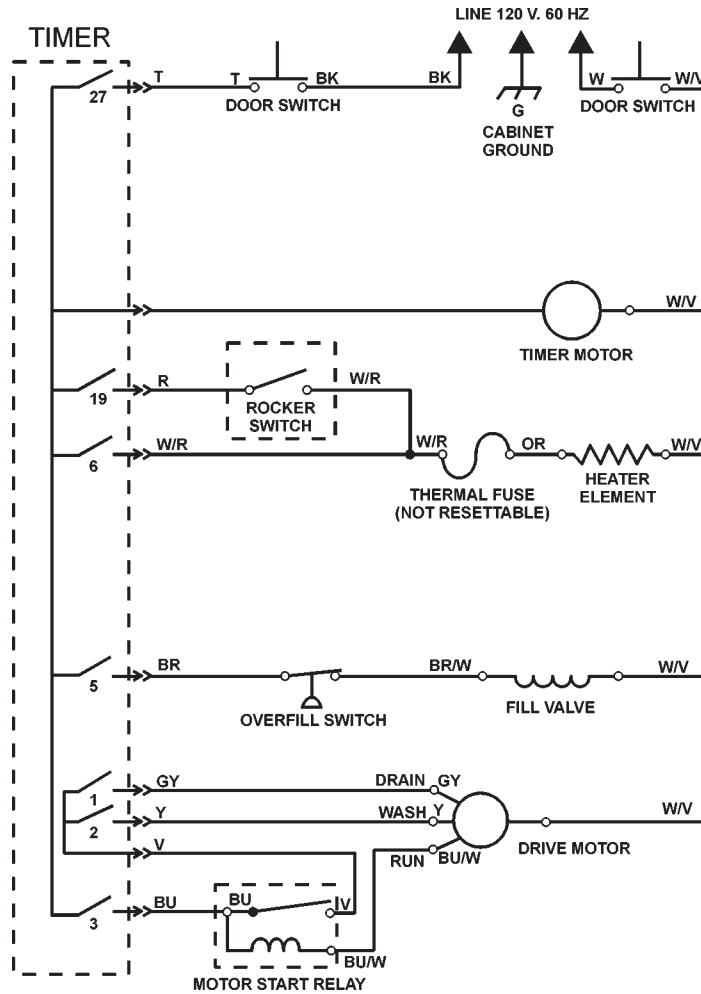 LINE 120 V. 60 HZ
TIMER
27
T
T
BK
DOOR SWITCH
BK
G
CABINET
GROUND
W
W/V
DOOR SWITCH
W/V
TIMER MOTOR
19
R
W/R
ROCKER
SWITCH
6
W/R
W/R
OR
W/V
THERMAL FUSE
(NOT RESETTABLE)
HEATER
ELEMENT
5
BR
BR/W
W/V
OVERFILL SWITCH
FILL VALVE
1
GY
DRAIN
GY
2
Y
WASH
Y
W/V
V
RUN
BU/W
DRIVE MOTOR
3
BU
BU
V
BU/W
MOTOR START RELAY